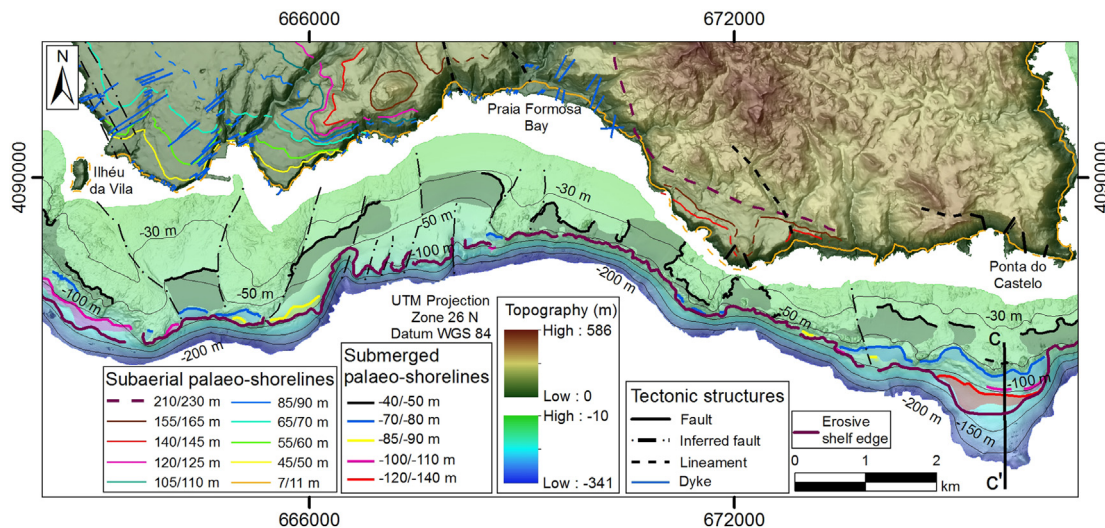 666000
672000
N
Praia Formosa
Bay
Ilhéu
da Vila
4090000
4090000
-30 m
-30 m
-50 m
-100 m
-50 m
-100 m
-200 m
-200 m
-50 m
-30 m
Ponta do
Castelo
C
-100 m
-200 m
-150 m
C'
UTM Projection
Zone 26 N
Datum WGS 84
Subaerial palaeo-shorelines
210/230 m
155/165 m
140/145 m
120/125 m
105/110 m
85/90 m
65/70 m
55/60 m
45/50 m
7/11 m
Submerged
palaeo-shorelines
-40/-50 m
-70/-80 m
-85/-90 m
-100/-110 m
-120/-140 m
Topography (m)
High : 586
Low : 0
High : -10
Low : -341
Tectonic structures
Fault
Inferred fault
Lineament
Dyke
Erosive
shelf edge
0 1 2
km
666000
672000